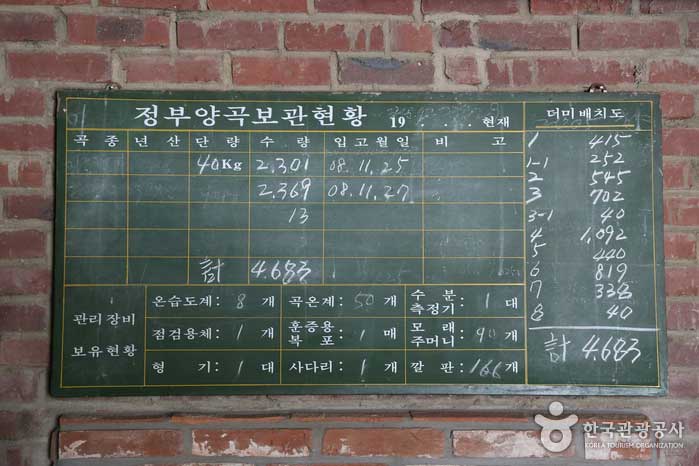 정부양곡보관현황 19 . . . 현재
곡종 년산 단량 수량 입고월일 비고
40Kg 2.301 08.11.25
2.369 08.11.27
13
計 4.683
관리장비
보유현황
온습도계: 8 개 곡온계: 50 개 수분측정기: 1 대
점검용체: 1 개 훈증용복포: 1 매 모래주머니: 90 개
형기: 1 대 사다리: 1 개 깔판: 166 개
더미배치도
1 415
1-1 252
2 545
3 702
3-1 40
4 1,092
5 440
6 819
7 338
8 40
計 4.683
한국관광공사
KOREA TOURISM ORGANIZATION